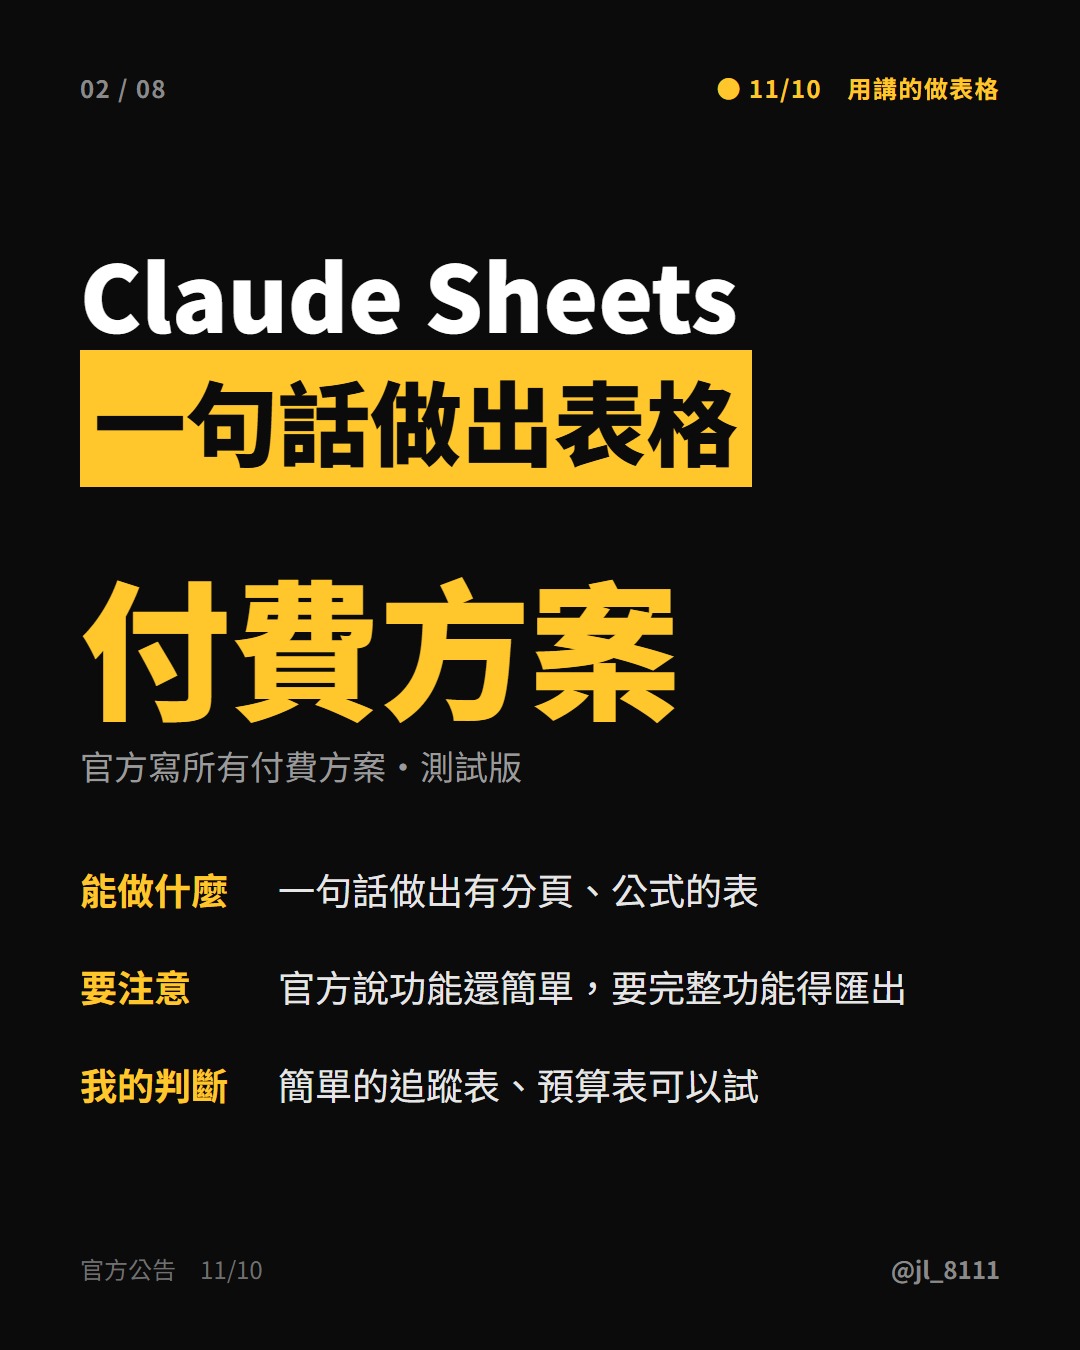 02 / 08
● 11/10 用講的做表格
Claude Sheets
一句話做出表格
付費方案
官方寫所有付費方案・測試版
能做什麼 一句話做出有分頁、公式的表
要注意 官方說功能還簡單，要完整功能得匯出
我的判斷 簡單的追蹤表、預算表可以試
官方公告 11/10
@jl_8111